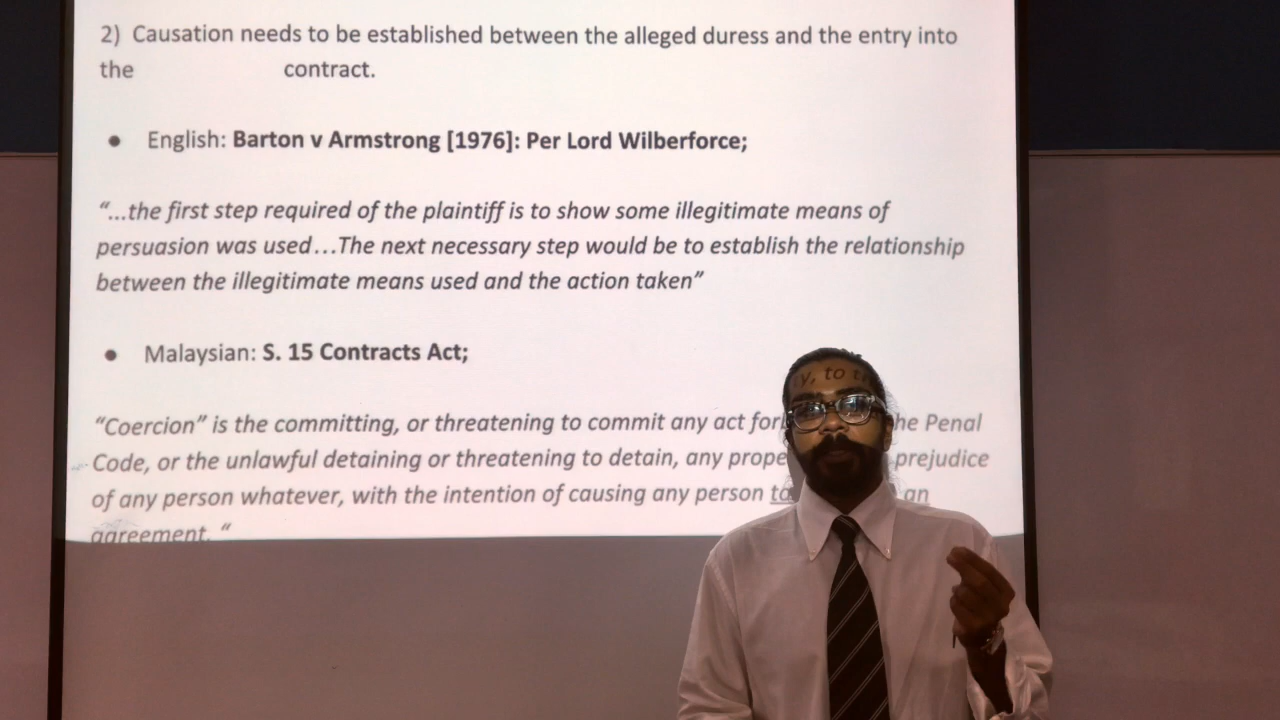 2) Causation needs to be established between the alleged duress and the entry into
the contract.
● English: Barton v Armstrong [1976]: Per Lord Wilberforce;
“...the first step required of the plaintiff is to show some illegitimate means of
persuasion was used...The next necessary step would be to establish the relationship
between the illegitimate means used and the action taken”
● Malaysian: S. 15 Contracts Act;
“Coercion” is the committing, or threatening to commit any act he Penal
Code, or the unlawful detaining or threatening to detain, any prejudice
of any person whatever, with the intention of causing any person an
agreement. “
y, to t